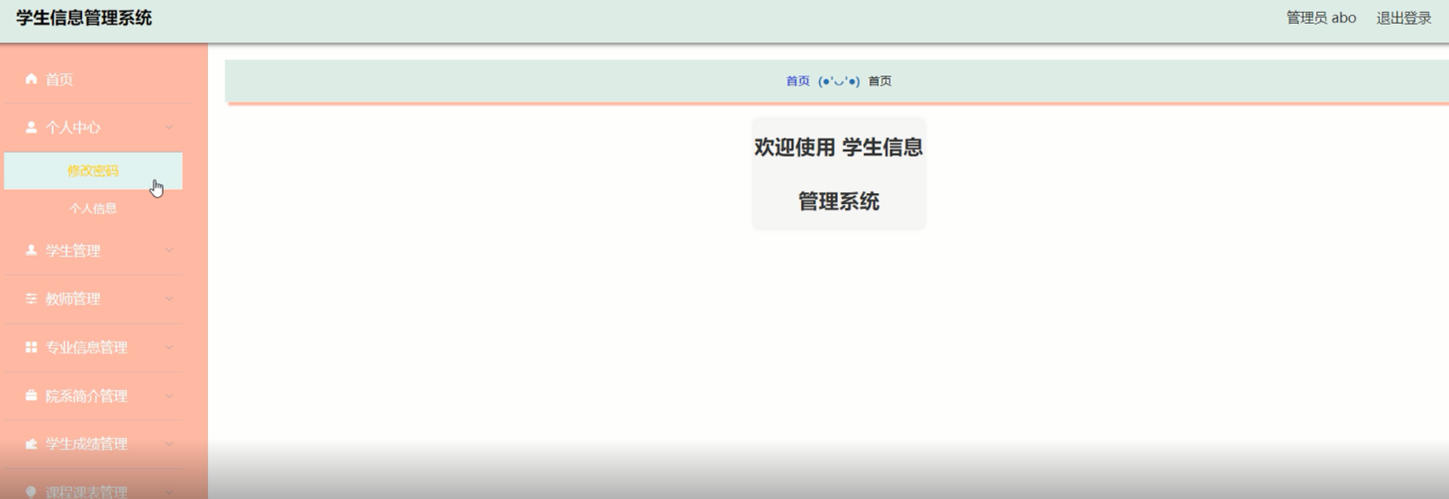 学生信息管理系统
管理员 abo 退出登录
首页
个人中心
修改密码
个人信息
学生管理
教师管理
专业信息管理
院系简介管理
学生成绩管理
课程课表管理
首页 (●'◡'●) 首页
欢迎使用 学生信息
管理系统